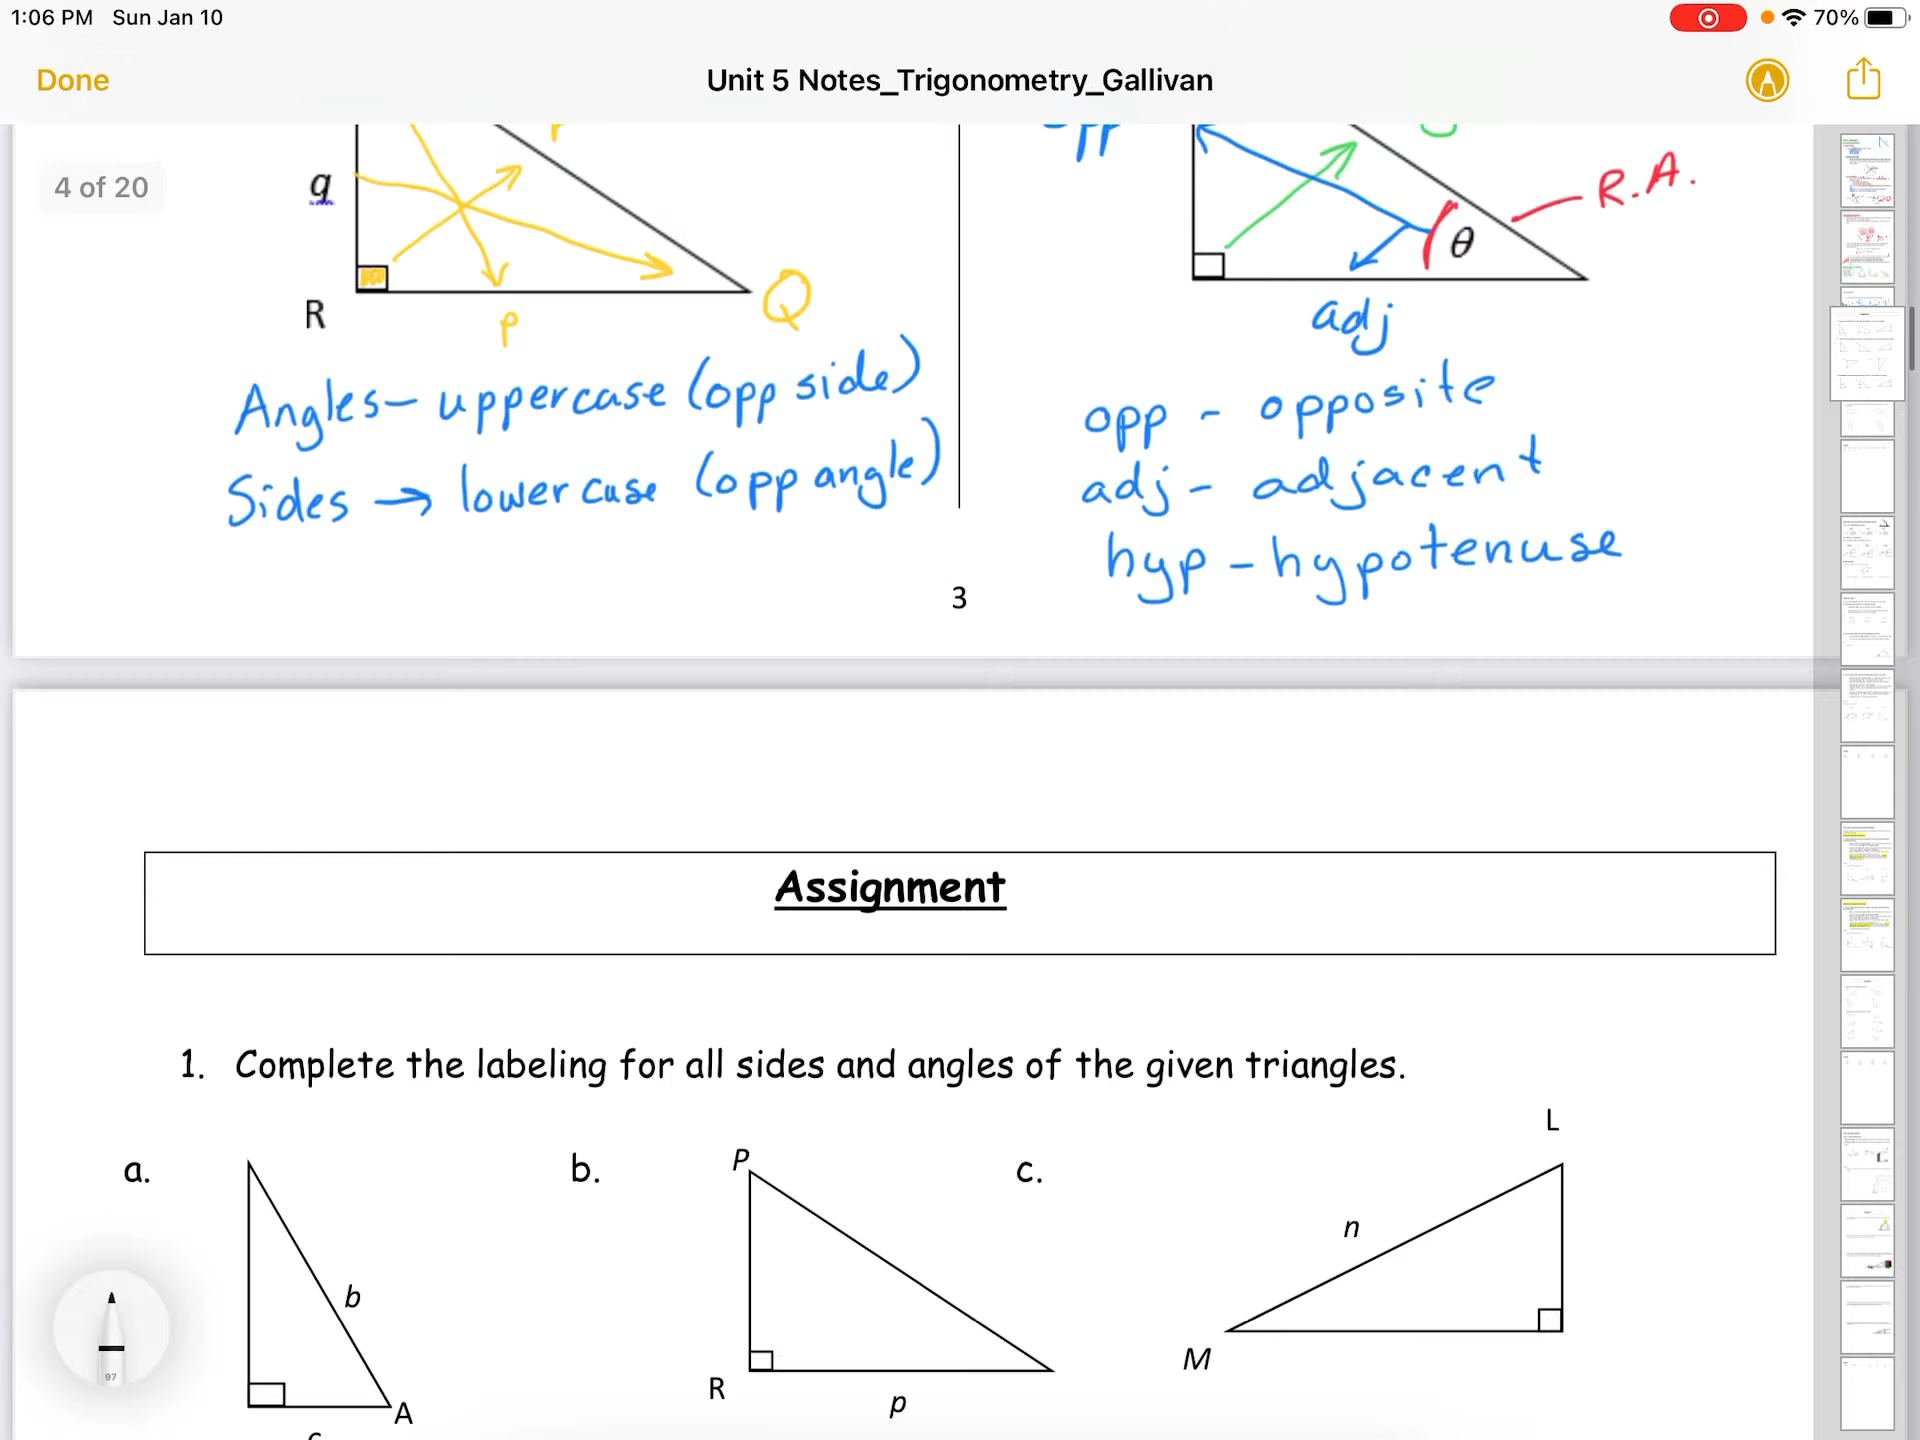 1:06 PM Sun Jan 10
70%
Done
Unit 5 Notes_Trigonometry_Gallivan
4 of 20
q
R
p
Q
Angles- uppercase (opp side)
Sides → lowercase (opp angle)
opp
R.A.
θ
adj
opp - opposite
adj - adjacent
hyp - hypotenuse
3
Assignment
1. Complete the labeling for all sides and angles of the given triangles.
a.
b
A
b.
P
R
p
c.
L
n
M
97